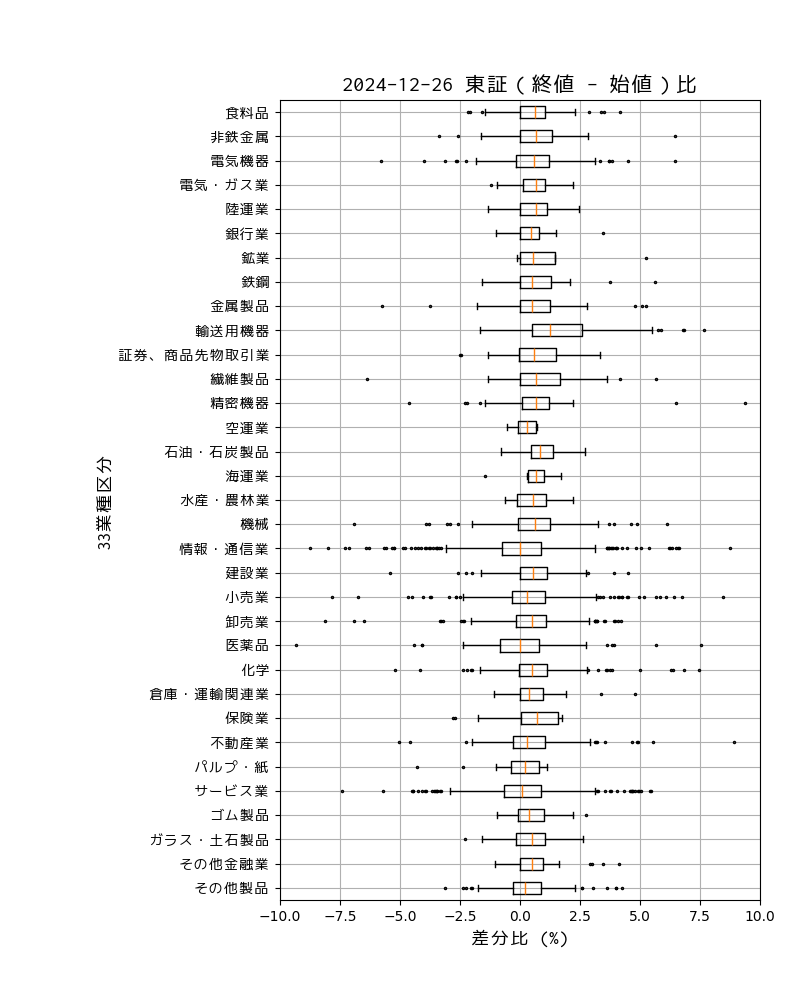 2024-12-26 東証 ( 終値 - 始値 ) 比
食料品
非鉄金属
電気機器
電気・ガス業
陸運業
銀行業
鉱業
鉄鋼
金属製品
輸送用機器
証券、商品先物取引業
繊維製品
精密機器
空運業
石油・石炭製品
海運業
水産・農林業
機械
情報・通信業
建設業
小売業
卸売業
医薬品
化学
倉庫・運輸関連業
保険業
不動産業
パルプ・紙
サービス業
ゴム製品
ガラス・土石製品
その他金融業
その他製品
33業種区分
−10.0 −7.5 −5.0 −2.5 0.0 2.5 5.0 7.5 10.0
差分比 (%)